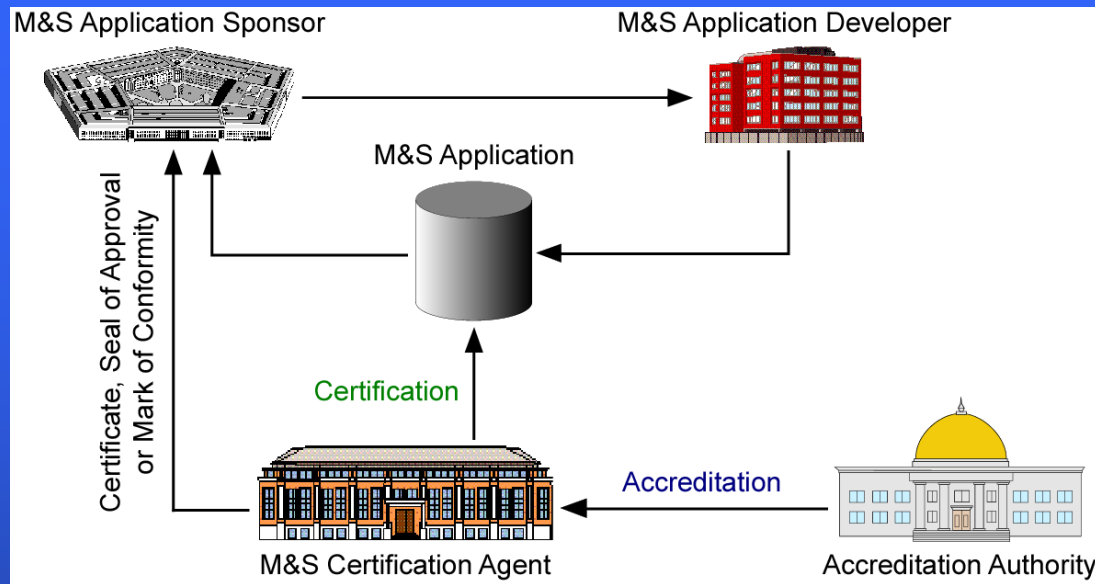 M&S Application Sponsor
M&S Application Developer
M&S Application
Certificate, Seal of Approval
or Mark of Conformity
Certification
Accreditation
M&S Certification Agent
Accreditation Authority